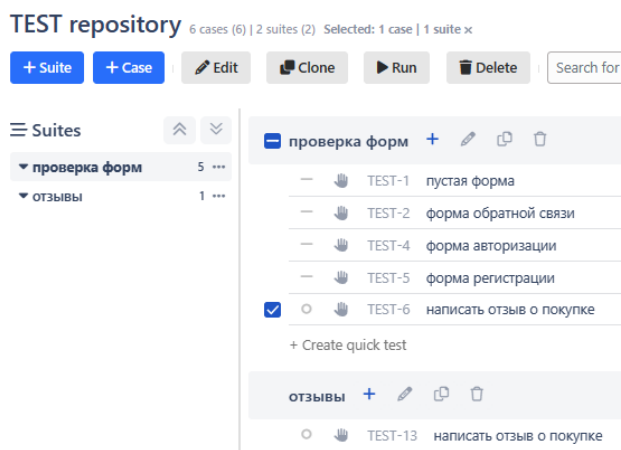 TEST repository 6 cases (6) | 2 suites (2) Selected: 1 case | 1 suite ×
+ Suite + Case Edit Clone Run Delete Search for
Suites
проверка форм 5 •••
отзывы 1 •••
проверка форм +
TEST-1 пустая форма
TEST-2 форма обратной связи
TEST-4 форма авторизации
TEST-5 форма регистрации
TEST-6 написать отзыв о покупке
+ Create quick test
отзывы +
TEST-13 написать отзыв о покупке